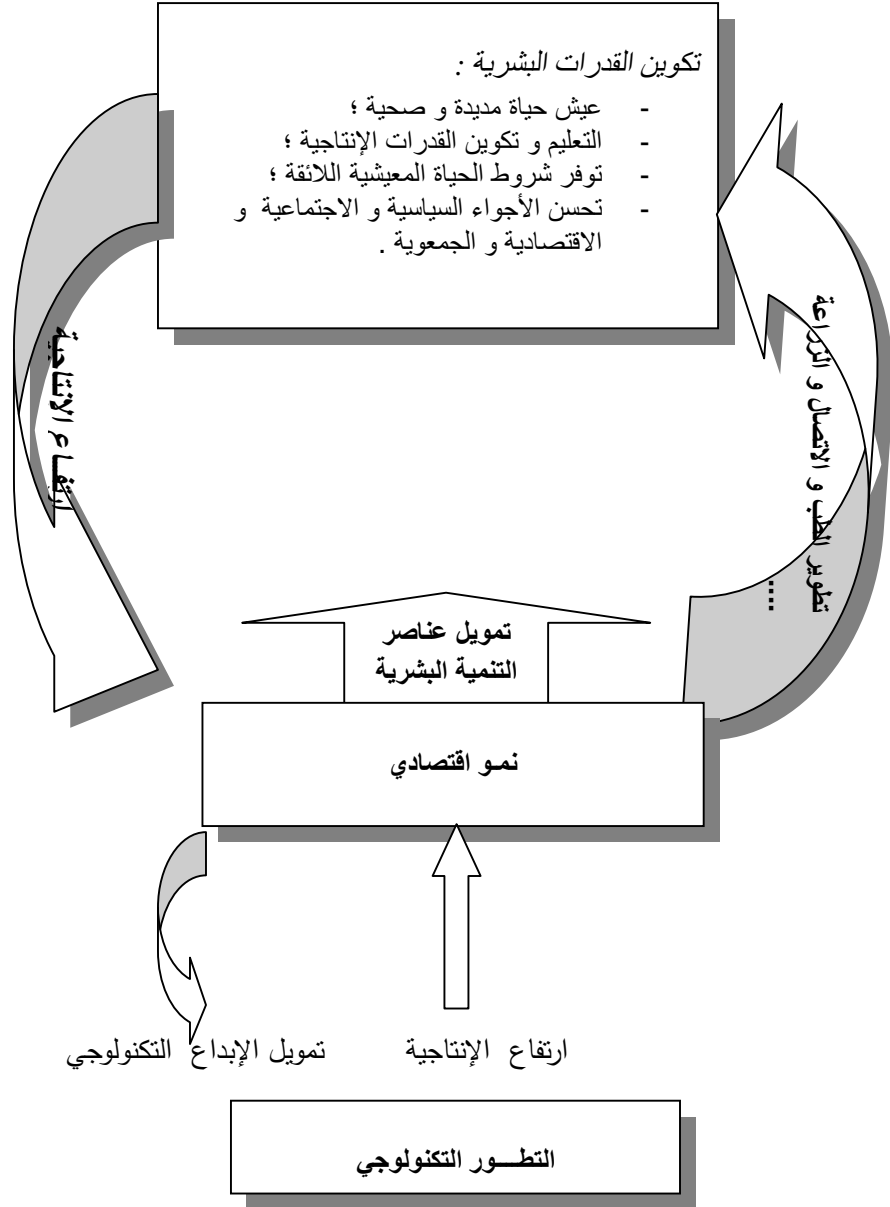 تكوين القدرات البشرية :
- عيش حياة مديدة و صحية ؛
- التعليم و تكوين القدرات الإنتاجية ؛
- توفر شروط الحياة المعيشية اللائقة ؛
- تحسن الأجواء السياسية و الاجتماعية و
الاقتصادية و الجمعوية .
تطوير الطب و الاتصال و الزراعة
....
ارتفاع الإنتاجية
تمويل عناصر
التنمية البشرية
نمـو اقتصادي
ارتفاع الإنتاجية
تمويل الإبداع التكنولوجي
التطـــور التكنولوجي